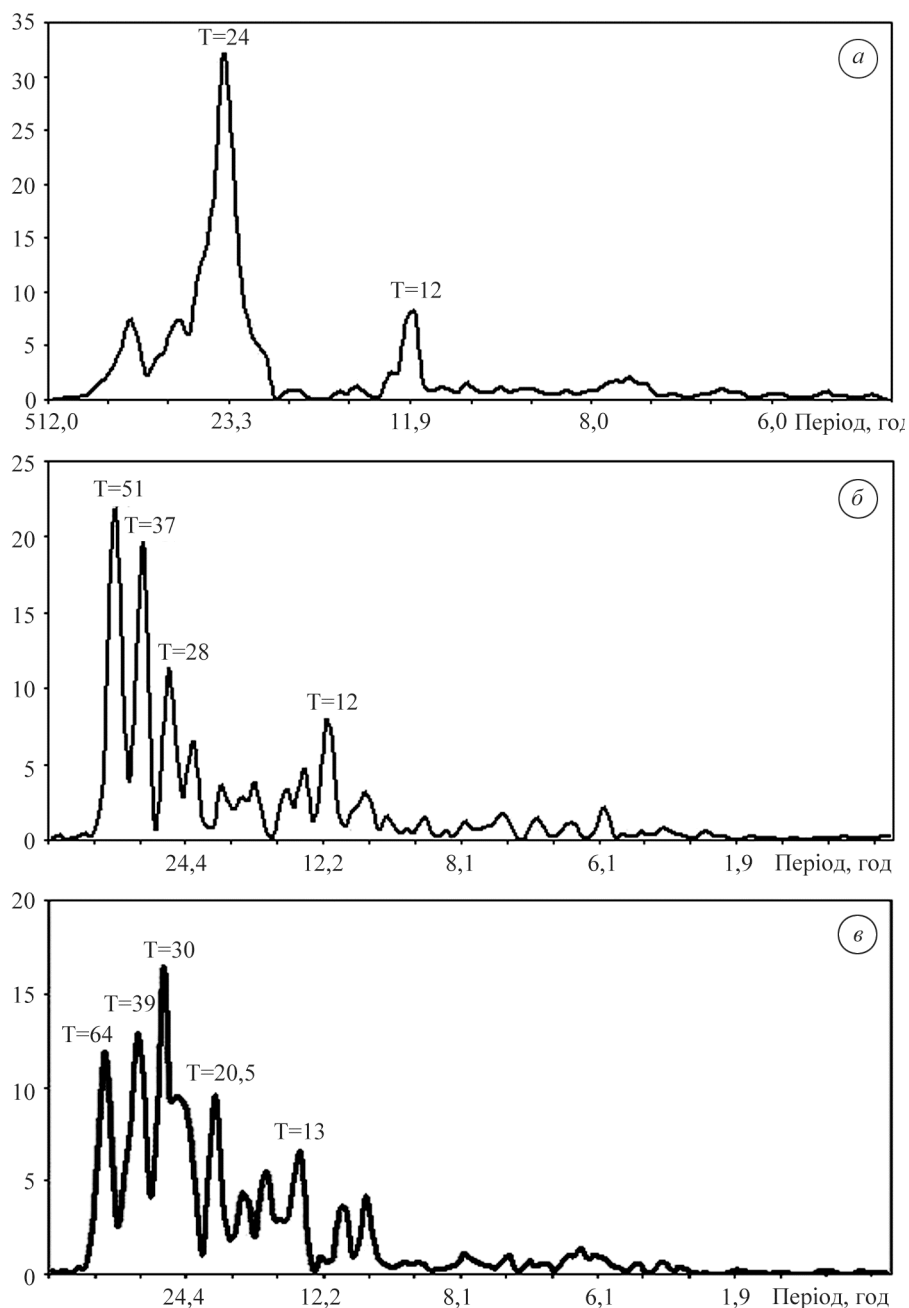 35
T=24
а
30
25
20
15
10
T=12
5
0
512,0 23,3 11,9 8,0 6,0 Період, год
25
T=51
б
T=37
20
15
T=28
10
T=12
5
0
24,4 12,2 8,1 6,1 1,9 Період, год
20
T=30
в
15
T=39
T=64
T=20,5
10
T=13
5
0
24,4 12,2 8,1 6,1 1,9 Період, год